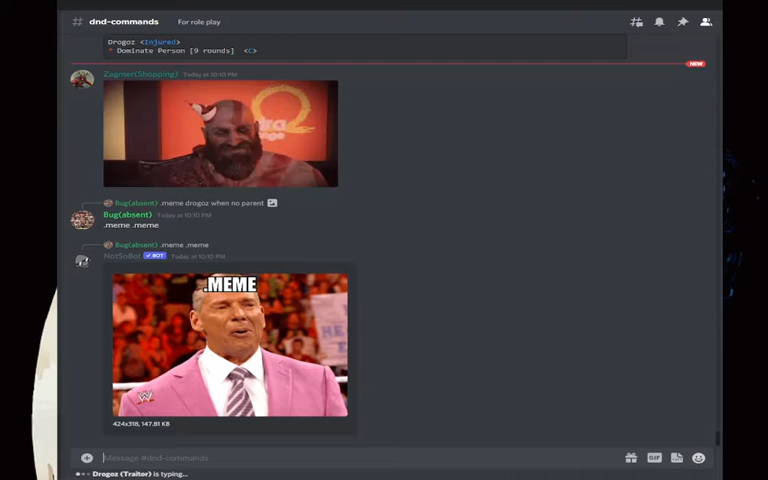 # dnd-commands For role play
Drogoz <Injured>
* Dominate Person [9 rounds] <C>
NEW
Zagmer(Shopping) Today at 10:10 PM
Bug(absent) .meme drogoz when no parent
Bug(absent) Today at 10:10 PM
.meme .meme
Bug(absent) .meme .meme
NotSoBot ✓ BOT Today at 10:10 PM
.MEME
W
424x318, 147.81 KB
Message #dnd-commands
GIF
Drogoz (Traitor) is typing...